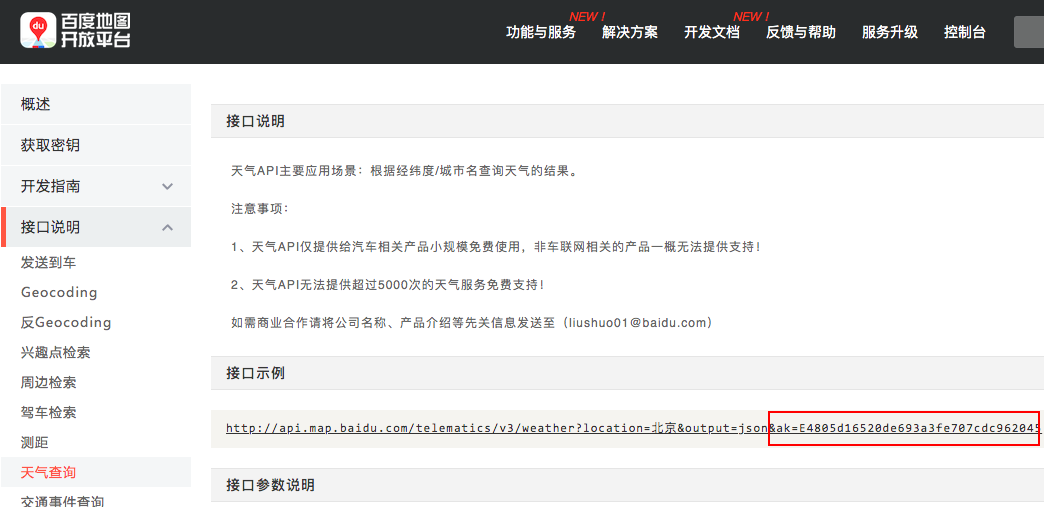 du 百度地图
开放平台
NEW！ NEW！
功能与服务 解决方案 开发文档 反馈与帮助 服务升级 控制台
概述
获取密钥
开发指南
接口说明
发送到车
Geocoding
反Geocoding
兴趣点检索
周边检索
驾车检索
测距
天气查询
交通事件查询
接口说明
天气API主要应用场景：根据经纬度/城市名查询天气的结果。
注意事项：
1、天气API仅提供给汽车相关产品小规模免费使用，非车联网相关的产品一概无法提供支持！
2、天气API无法提供超过5000次的天气服务免费支持！
如需商业合作请将公司名称、产品介绍等先关信息发送至（liushuo01@baidu.com）
接口示例
http://api.map.baidu.com/telematics/v3/weather?location=北京&output=json&ak=E4805d16520de693a3fe707cdc962045
接口参数说明